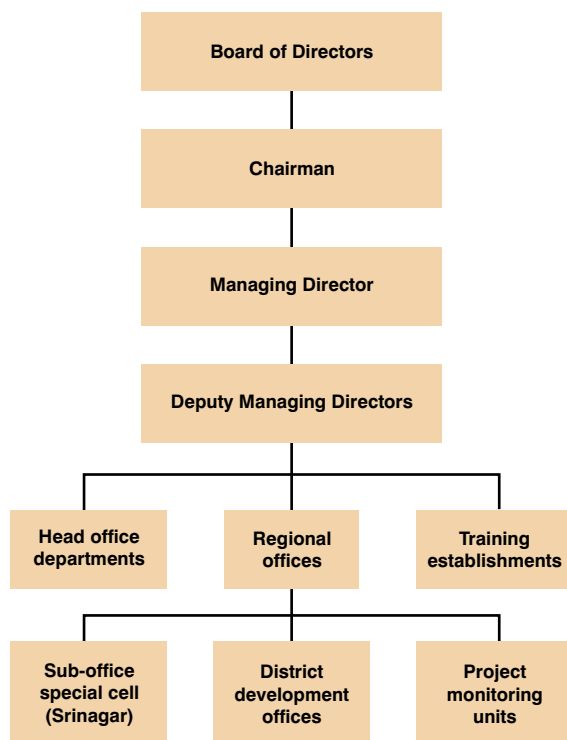 Board of Directors
Chairman
Managing Director
Deputy Managing Directors
Head office
departments
Regional
offices
Training
establishments
Sub-office
special cell
(Srinagar)
District
development
offices
Project
monitoring
units